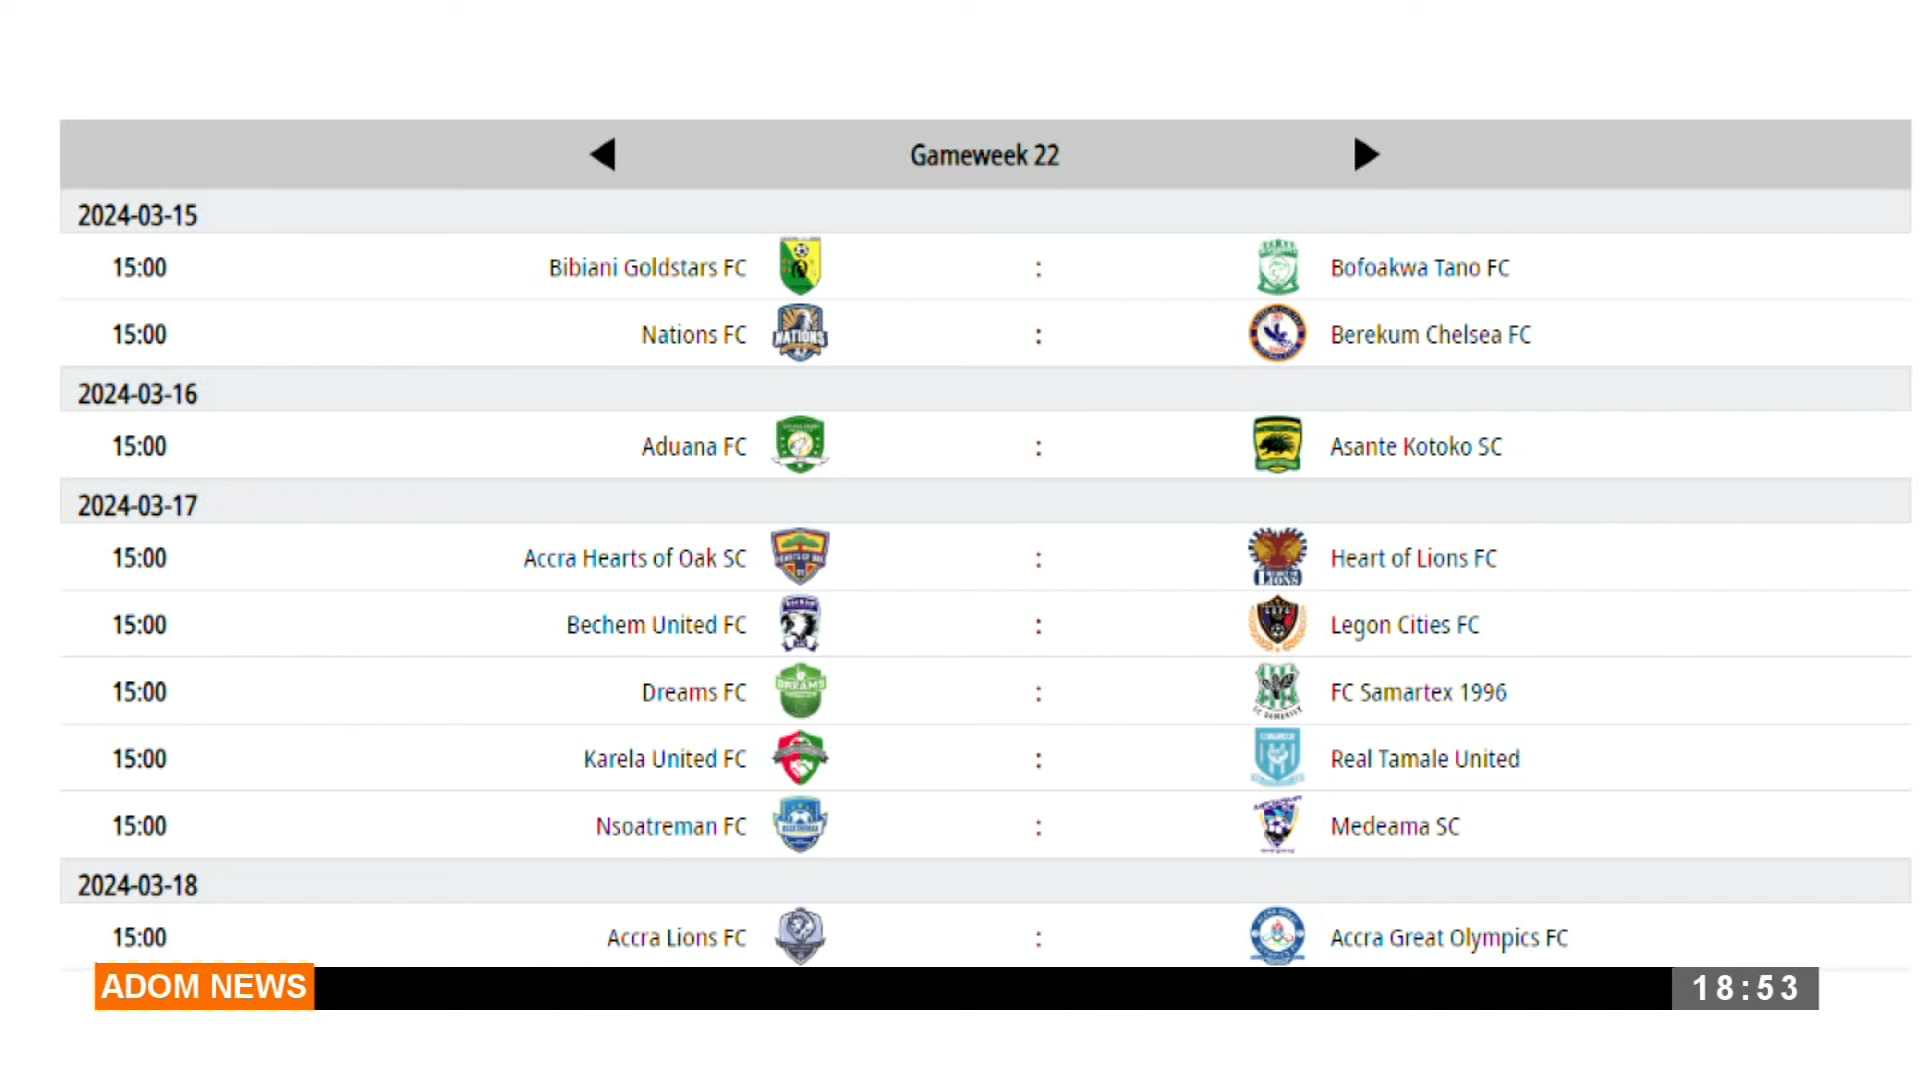 Gameweek 22
2024-03-15
15:00 Bibiani Goldstars FC : Bofoakwa Tano FC
15:00 Nations FC NATIONS : Berekum Chelsea FC
2024-03-16
15:00 Aduana FC : Asante Kotoko SC
2024-03-17
15:00 Accra Hearts of Oak SC : LIONS Heart of Lions FC
15:00 Bechem United FC : Legon Cities FC
15:00 Dreams FC DREAMS : FC Samartex 1996
15:00 Karela United FC : Real Tamale United
15:00 Nsoatreman FC : Medeama SC
2024-03-18
15:00 Accra Lions FC : Accra Great Olympics FC
ADOM NEWS 18:53